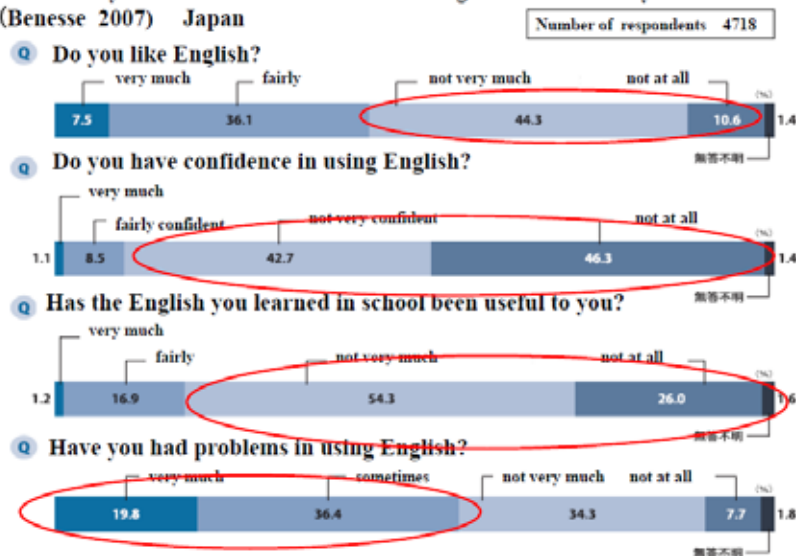 (Benesse 2007) Japan
Number of respondents 4718
Q Do you like English?
very much fairly not very much not at all
(%)
7.5 36.1 44.3 10.6 1.4
無答不明
Q Do you have confidence in using English?
very much
fairly confident not very confident not at all
(%)
1.1 8.5 42.7 46.3 1.4
無答不明
Q Has the English you learned in school been useful to you?
very much
fairly not very much not at all
(%)
1.2 16.9 54.3 26.0 1.6
無答不明
Q Have you had problems in using English?
very much sometimes not very much not at all
(%)
19.8 36.4 34.3 7.7 1.8
無答不明